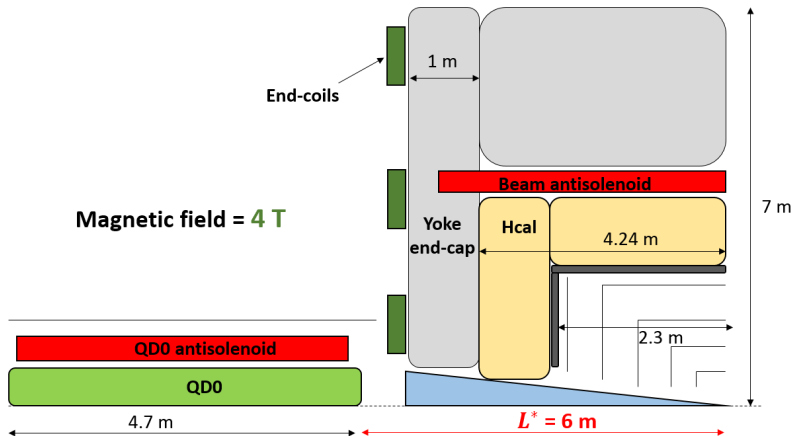 1 m
End-coils
Beam antisolenoid
7 m
Magnetic field = 4 T
Yoke
end-cap
Hcal
4.24 m
2.3 m
QD0 antisolenoid
QD0
4.7 m
L* = 6 m